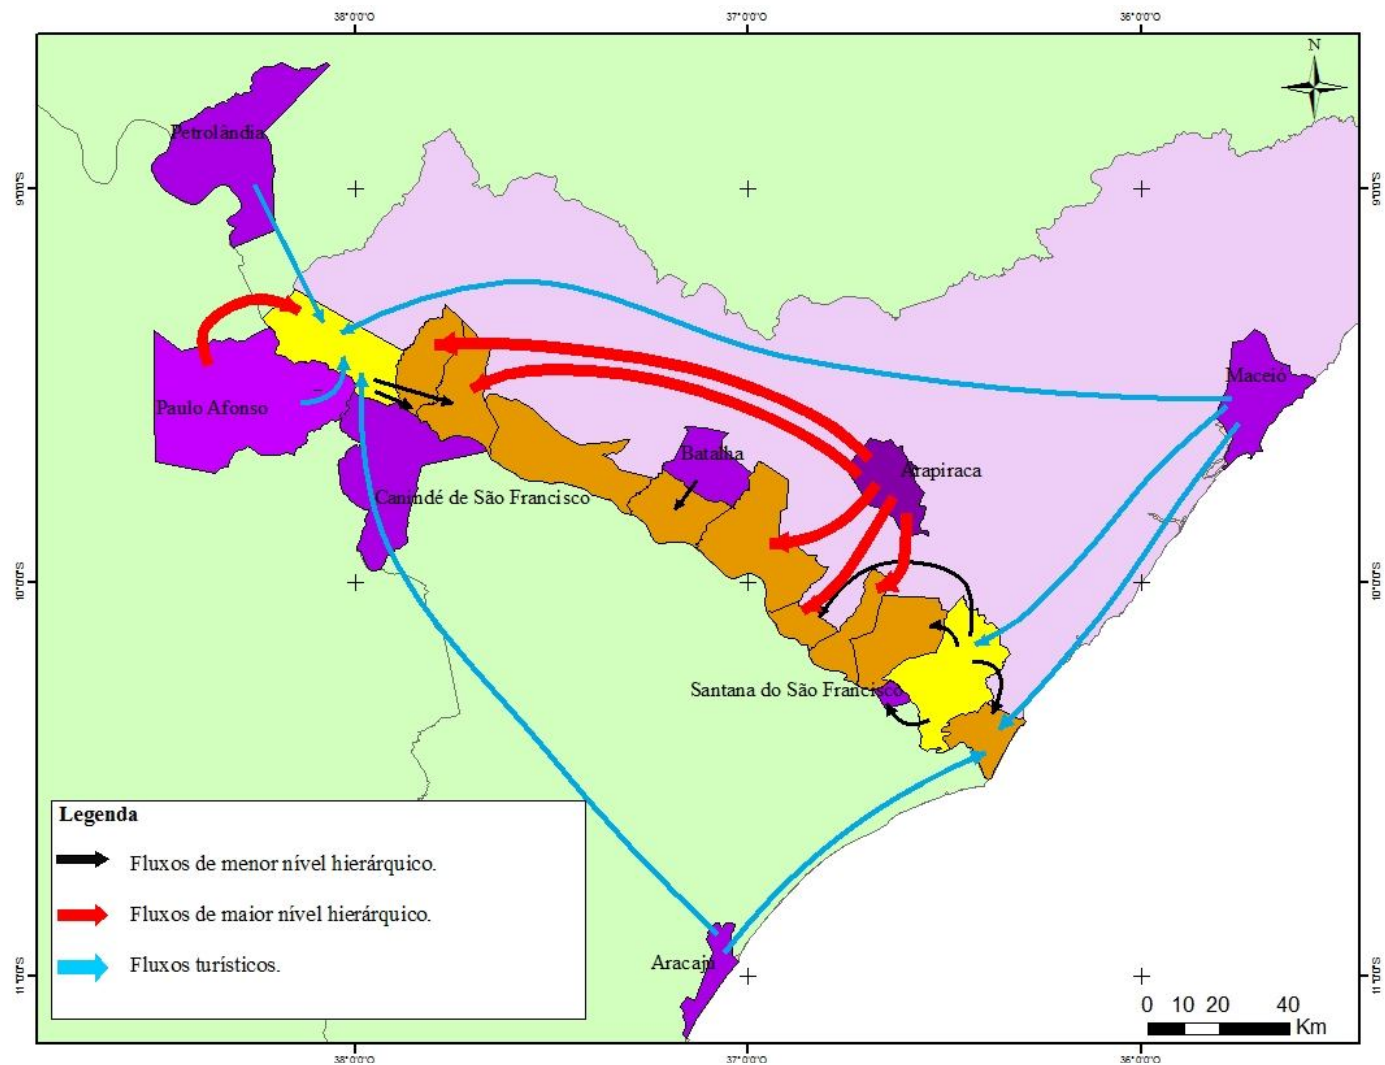 38°0'0"O 37°0'0"O 36°0'0"O
N
Petrolândia
9°0'0"S 9°0'0"S
Maceió
Paulo Afonso
Batalha
Arapiraca
Canindé de São Francisco
10°0'0"S 10°0'0"S
Santana do São Francisco
Legenda
Fluxos de menor nível hierárquico.
Fluxos de maior nível hierárquico.
Fluxos turísticos.
Aracaju
11°0'0"S 11°0'0"S
0 10 20 40
Km
38°0'0"O 37°0'0"O 36°0'0"O